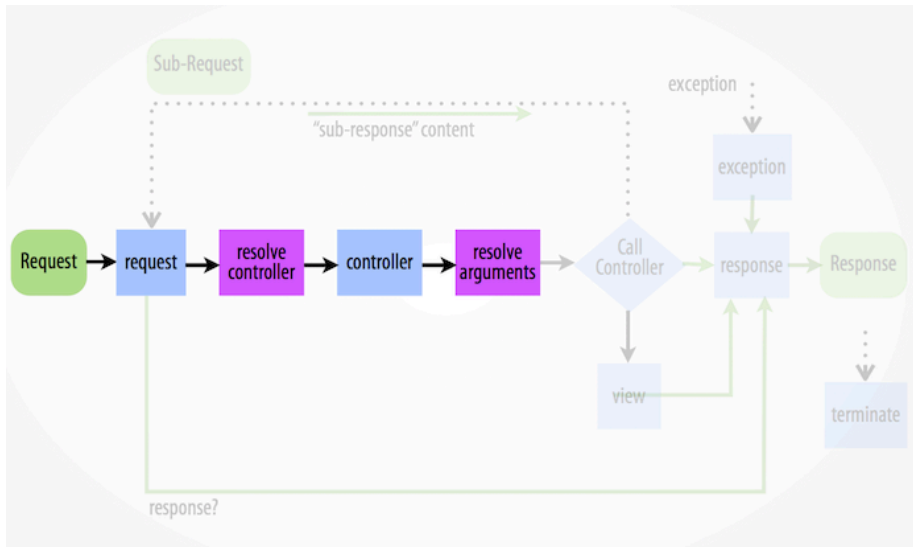 Sub-Request
exception
“sub-response” content
exception
Request
request
resolve
controller
controller
resolve
arguments
Call
Controller
response
Response
view
terminate
response?